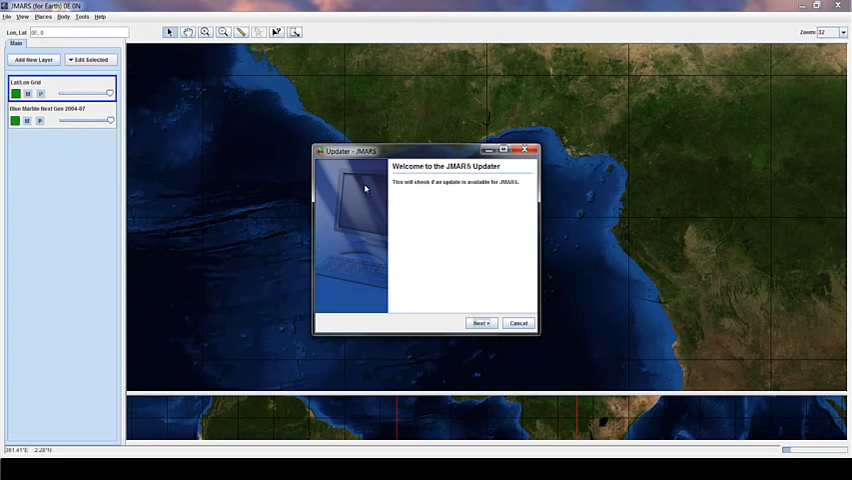 JMARS (for Earth) 0E 0N
File View Places Body Tools Help
Lon, Lat 0E, 0
Zoom: 32
Main
Add New Layer Edit Selected
Lat/Lon Grid
M P
Blue Marble Next Gen 2004-07
M P
Updater - JMARS
Welcome to the JMARS Updater
This will check if an update is available for JMARS.
Next > Cancel
2.28°N